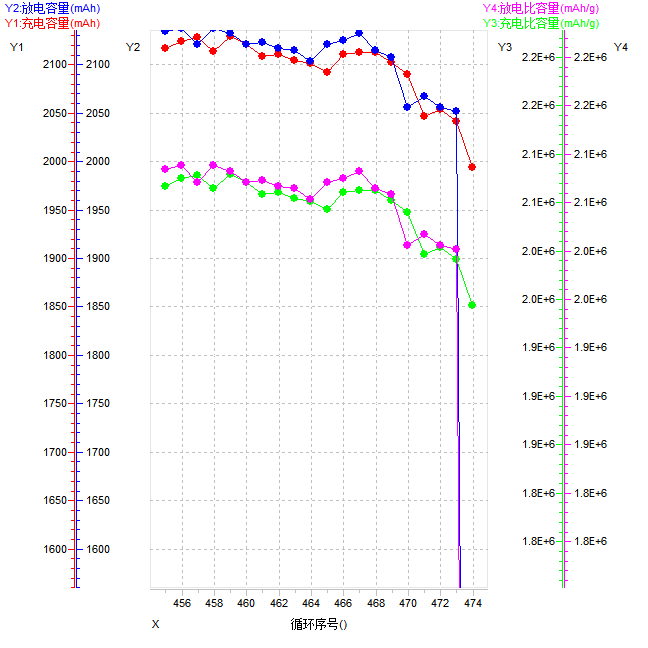 Y2:放电容量(mAh) Y4:放电比容量(mAh/g)
Y1:充电容量(mAh) Y3:充电比容量(mAh/g)
Y1 Y2 Y3 Y4
2100 2100 2.2E+6 2.2E+6
2050 2050 2.2E+6 2.2E+6
2000 2000 2.1E+6 2.1E+6
1950 1950 2.1E+6 2.1E+6
1900 1900 2.0E+6 2.0E+6
1850 1850 2.0E+6 2.0E+6
1800 1800 1.9E+6 1.9E+6
1750 1750 1.9E+6 1.9E+6
1700 1700 1.9E+6 1.9E+6
1650 1650 1.8E+6 1.8E+6
1600 1600 1.8E+6 1.8E+6
456 458 460 462 464 466 468 470 472 474
X 循环序号()